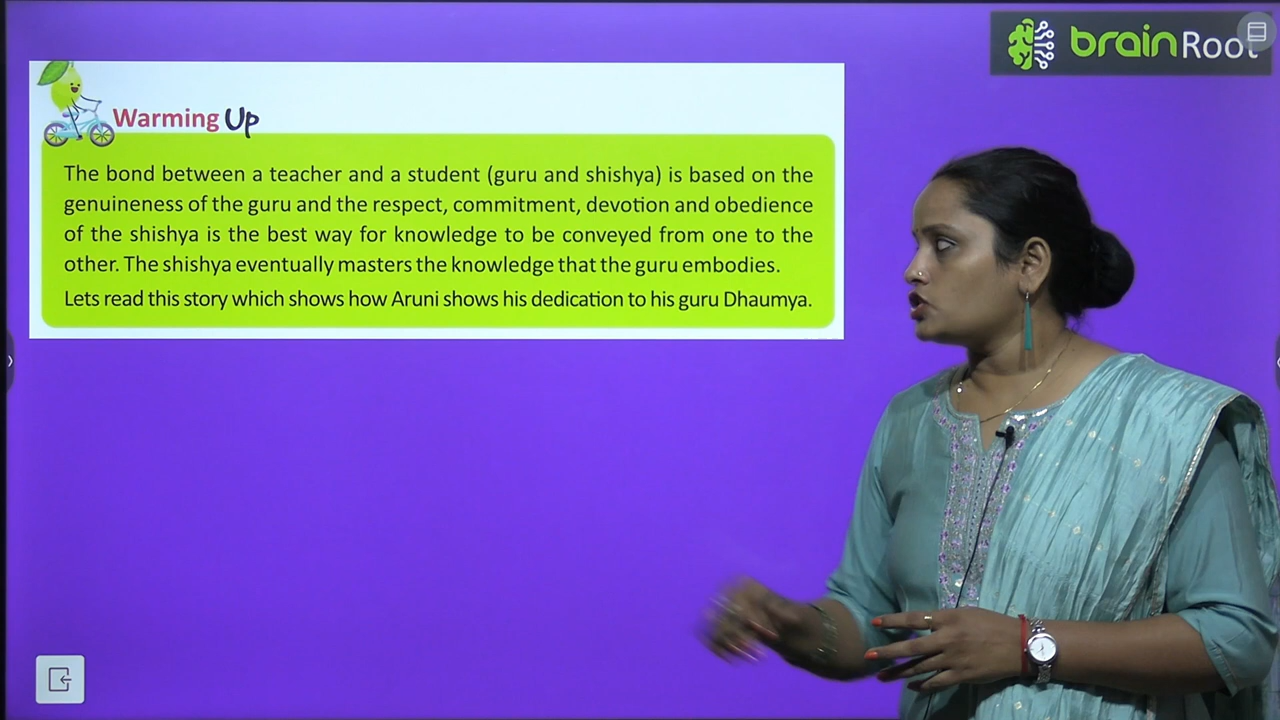 brainRoot
Warming Up
The bond between a teacher and a student (guru and shishya) is based on the
genuineness of the guru and the respect, commitment, devotion and obedience
of the shishya is the best way for knowledge to be conveyed from one to the
other. The shishya eventually masters the knowledge that the guru embodies.
Lets read this story which shows how Aruni shows his dedication to his guru Dhaumya.